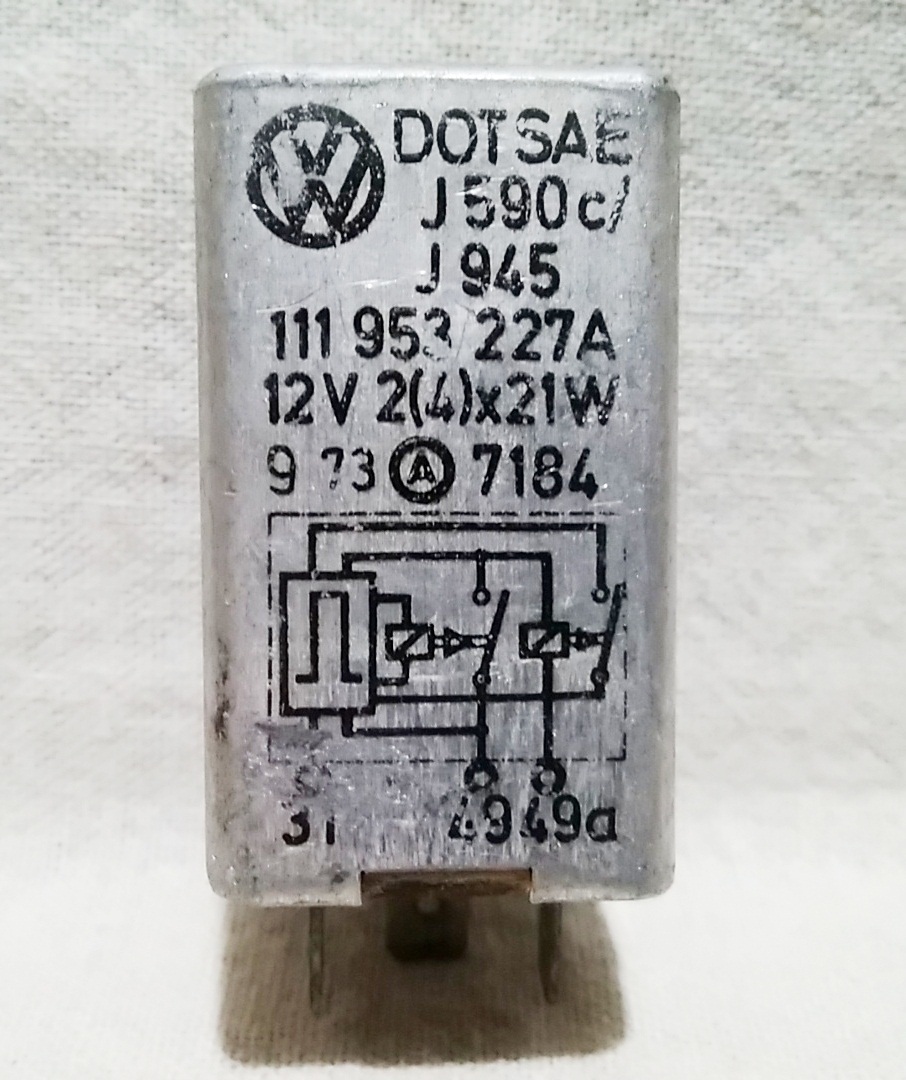 DOT SAE
J 590 c/
J 945
111 953 227A
12V 2(4)x21W
9 73 A 7184
31 49 49a